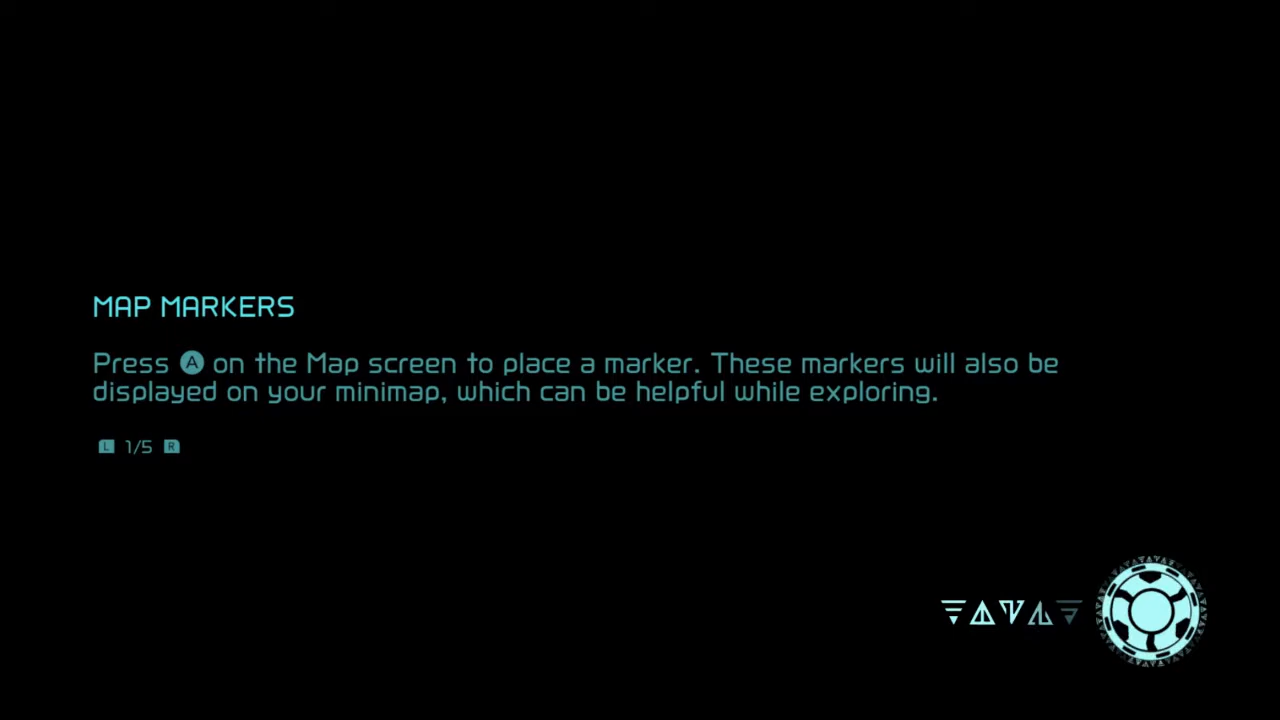 MAP MARKERS
Press A on the Map screen to place a marker. These markers will also be
displayed on your minimap, which can be helpful while exploring.
L 1/5 R